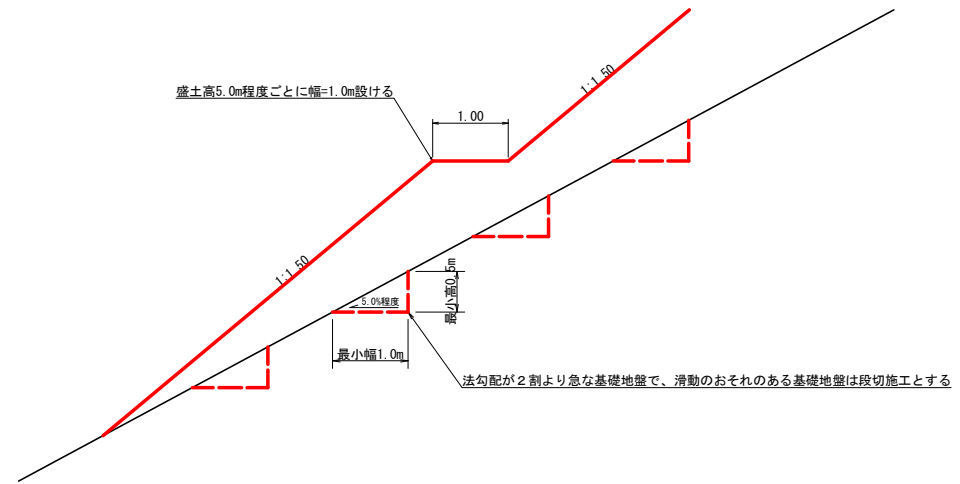 1:1.50
盛土高5.0m程度ごとに幅=1.0m設ける
1.00
1:1.50
最小高0.5m
5.0%程度
最小幅1.0m
法勾配が２割より急な基礎地盤で、滑動のおそれのある基礎地盤は段切施工とする